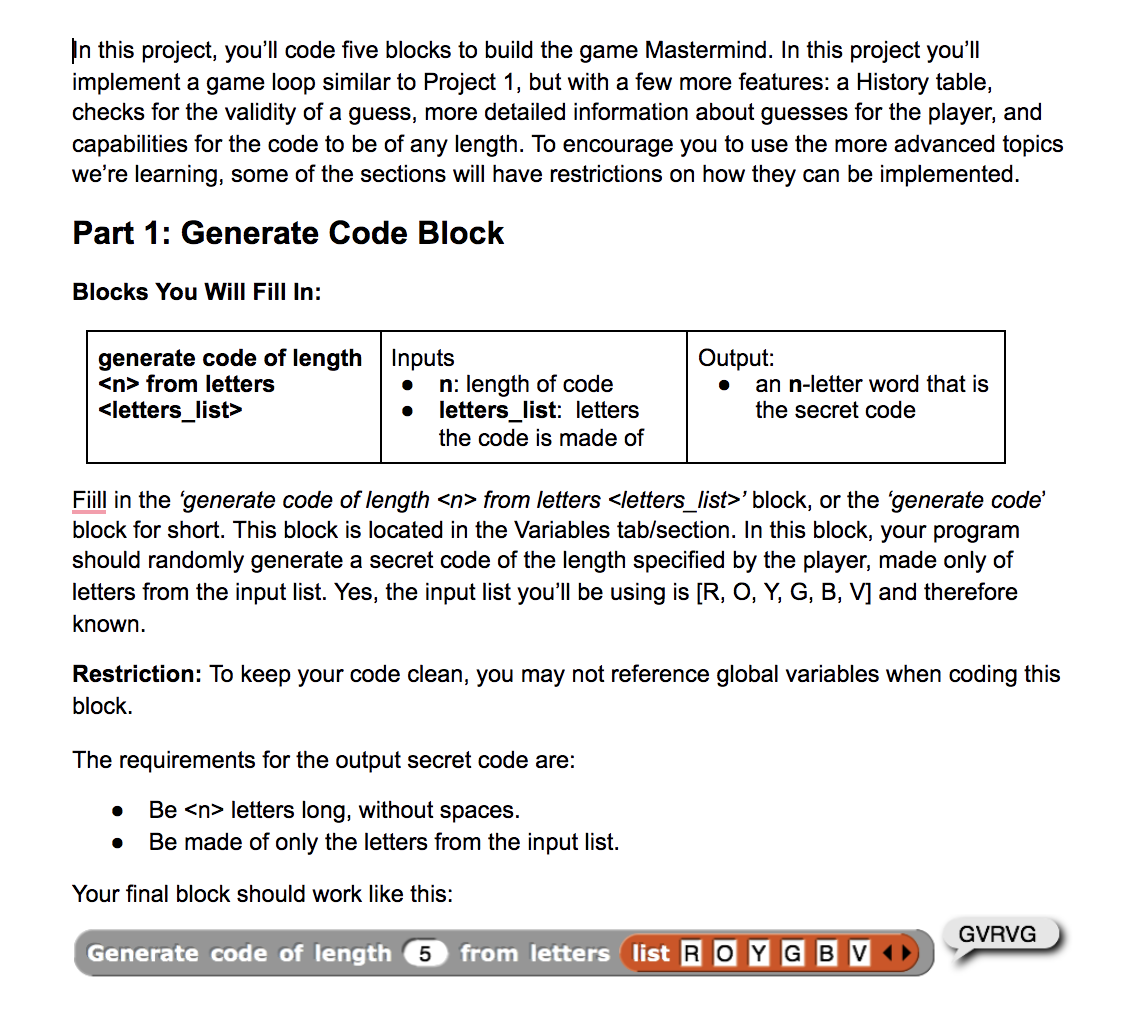 In this project, you’ll code five blocks to build the game Mastermind. In this project you’ll
implement a game loop similar to Project 1, but with a few more features: a History table,
checks for the validity of a guess, more detailed information about guesses for the player, and
capabilities for the code to be of any length. To encourage you to use the more advanced topics
we’re learning, some of the sections will have restrictions on how they can be implemented.
Part 1: Generate Code Block
Blocks You Will Fill In:
generate code of length
<n> from letters
<letters_list>
Inputs
● n: length of code
● letters_list: letters
the code is made of
Output:
● an n-letter word that is
the secret code
Fiill in the ‘generate code of length <n> from letters <letters_list>’ block, or the ‘generate code’
block for short. This block is located in the Variables tab/section. In this block, your program
should randomly generate a secret code of the length specified by the player, made only of
letters from the input list. Yes, the input list you’ll be using is [R, O, Y, G, B, V] and therefore
known.
Restriction: To keep your code clean, you may not reference global variables when coding this
block.
The requirements for the output secret code are:
● Be <n> letters long, without spaces.
● Be made of only the letters from the input list.
Your final block should work like this:
Generate code of length 5 from letters list R O Y G B V
GVRVG